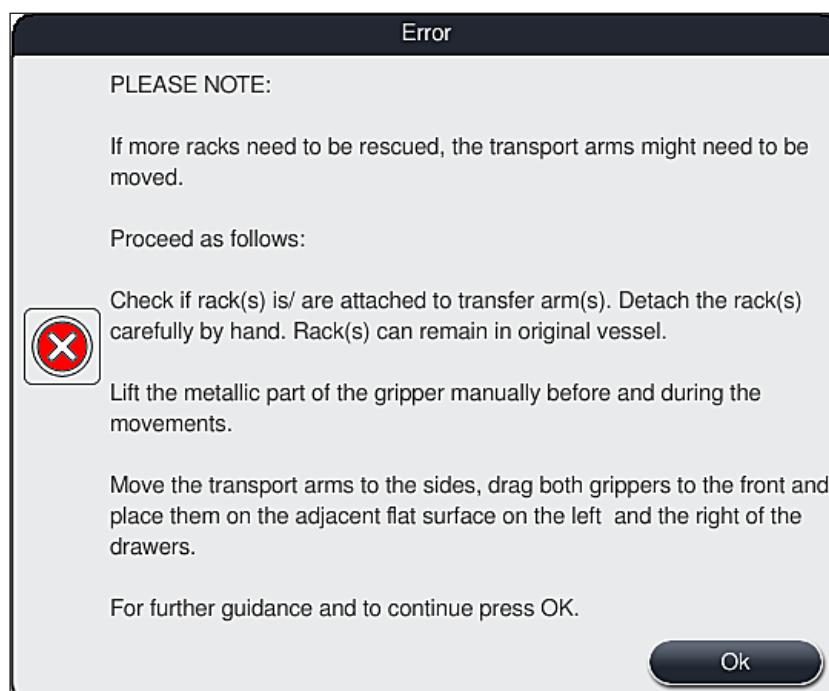 Error
PLEASE NOTE:
If more racks need to be rescued, the transport arms might need to be
moved.
Proceed as follows:
Check if rack(s) is/ are attached to transfer arm(s). Detach the rack(s)
carefully by hand. Rack(s) can remain in original vessel.
Lift the metallic part of the gripper manually before and during the
movements.
Move the transport arms to the sides, drag both grippers to the front and
place them on the adjacent flat surface on the left and the right of the
drawers.
For further guidance and to continue press OK.
Ok